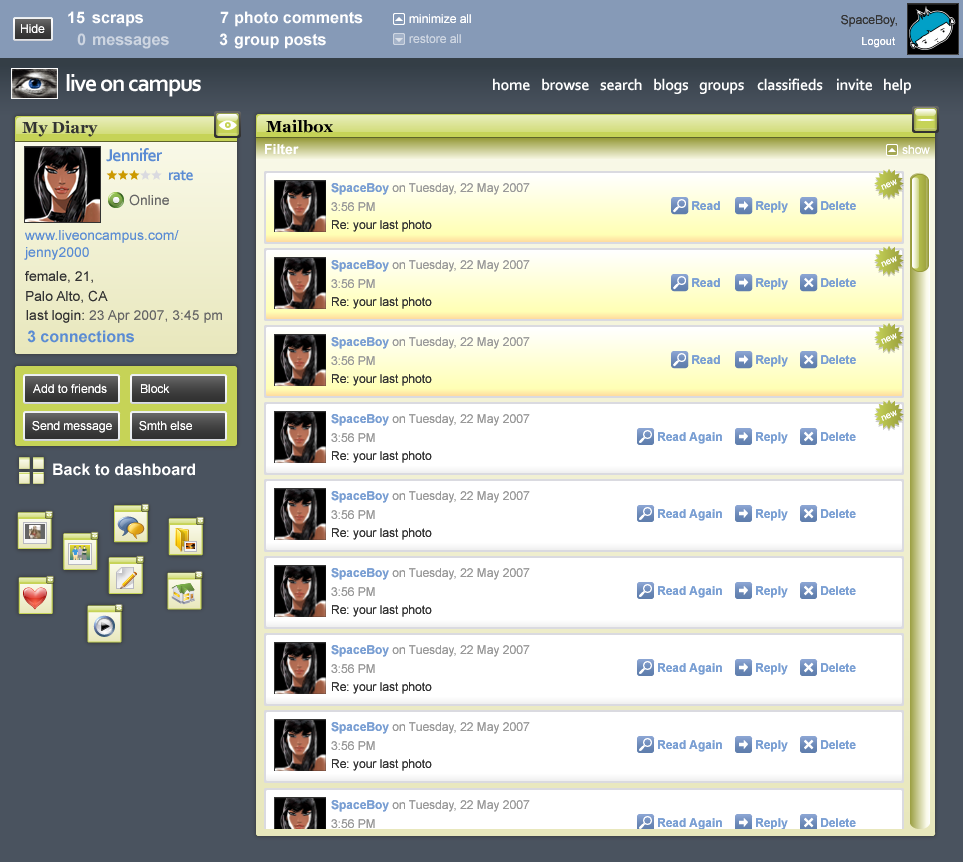 Hide
15 scraps
0 messages
7 photo comments
3 group posts
minimize all
restore all
SpaceBoy,
Logout
live on campus
home browse search blogs groups classifieds invite help
My Diary
Jennifer
rate
Online
www.liveoncampus.com/
jenny2000
female, 21,
Palo Alto, CA
last login: 23 Apr 2007, 3:45 pm
3 connections
Add to friends
Block
Send message
Smth else
Back to dashboard
Mailbox
Filter
show
SpaceBoy on Tuesday, 22 May 2007
3:56 PM
Re: your last photo
Read Reply Delete
new
SpaceBoy on Tuesday, 22 May 2007
3:56 PM
Re: your last photo
Read Reply Delete
new
SpaceBoy on Tuesday, 22 May 2007
3:56 PM
Re: your last photo
Read Reply Delete
new
SpaceBoy on Tuesday, 22 May 2007
3:56 PM
Re: your last photo
Read Again Reply Delete
new
SpaceBoy on Tuesday, 22 May 2007
3:56 PM
Re: your last photo
Read Again Reply Delete
SpaceBoy on Tuesday, 22 May 2007
3:56 PM
Re: your last photo
Read Again Reply Delete
SpaceBoy on Tuesday, 22 May 2007
3:56 PM
Re: your last photo
Read Again Reply Delete
SpaceBoy on Tuesday, 22 May 2007
3:56 PM
Re: your last photo
Read Again Reply Delete
SpaceBoy on Tuesday, 22 May 2007
3:56 PM
Read Again Reply Delete